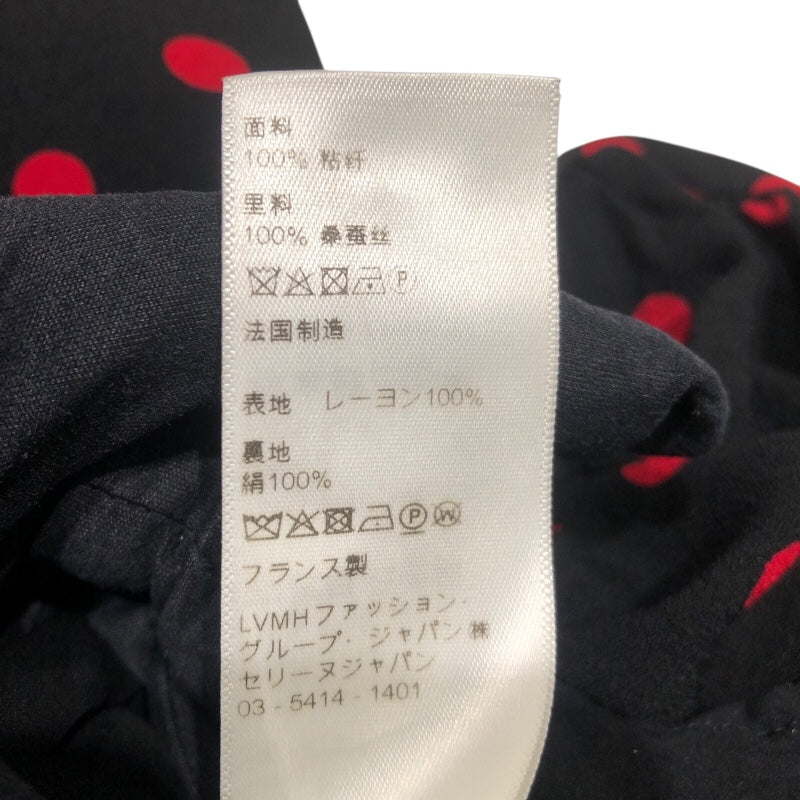 面料
100% 粘纤
里料
100% 桑蚕丝
P
法国制造
表地 レーヨン100%
裏地
絹100%
P W
フランス製
LVMHファッション・
グループ・ジャパン㈱
セリーヌジャパン
03 - 5414 - 1401